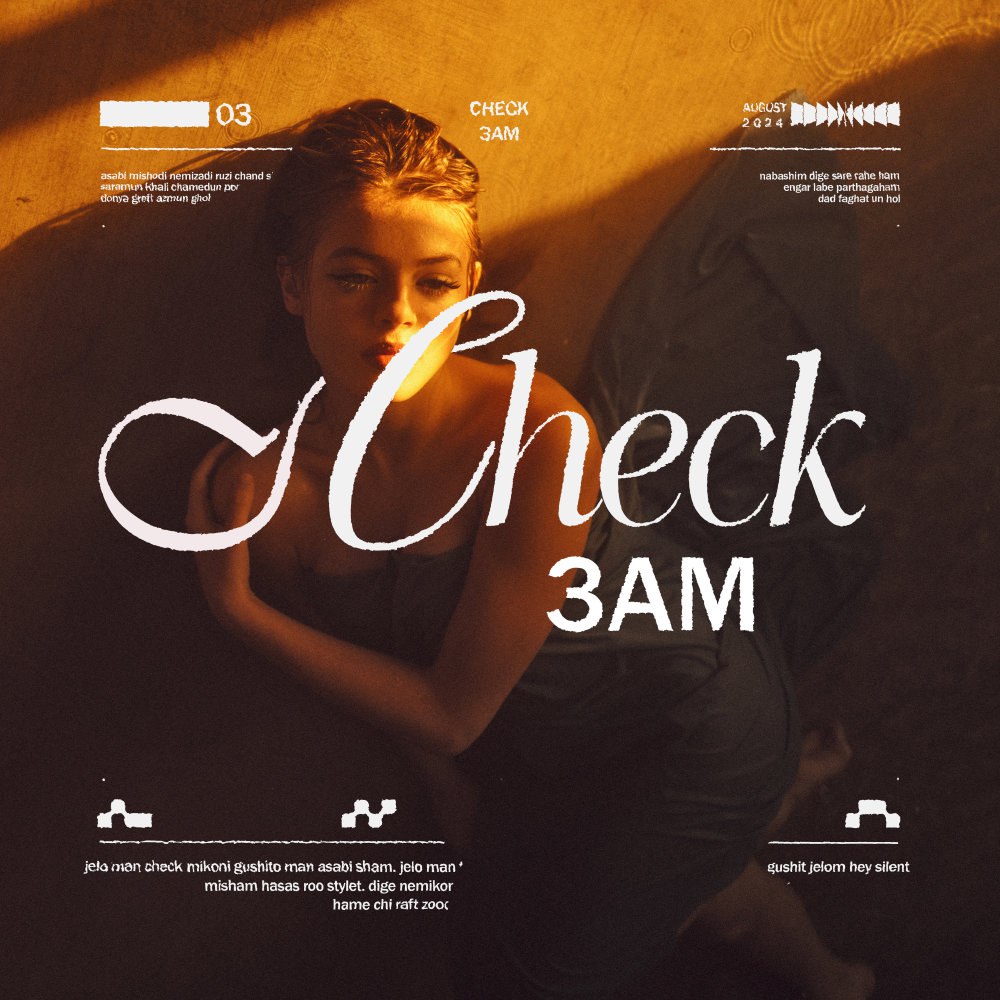 03
CHECK
3AM
AUGUST
2024
asabi mishodi nemizadi ruzi chand s
saramun khali chamedun por
donya greft azmun ghol
nabashim dige sare rahe ham
engar labe parthagaham
dad faghat un hol
Check
3AM
jelo man check mikoni gushito man asabi sham. jelo man
misham hasas roo stylet. dige nemikor
hame chi raft zood
gushit jelom hey silent